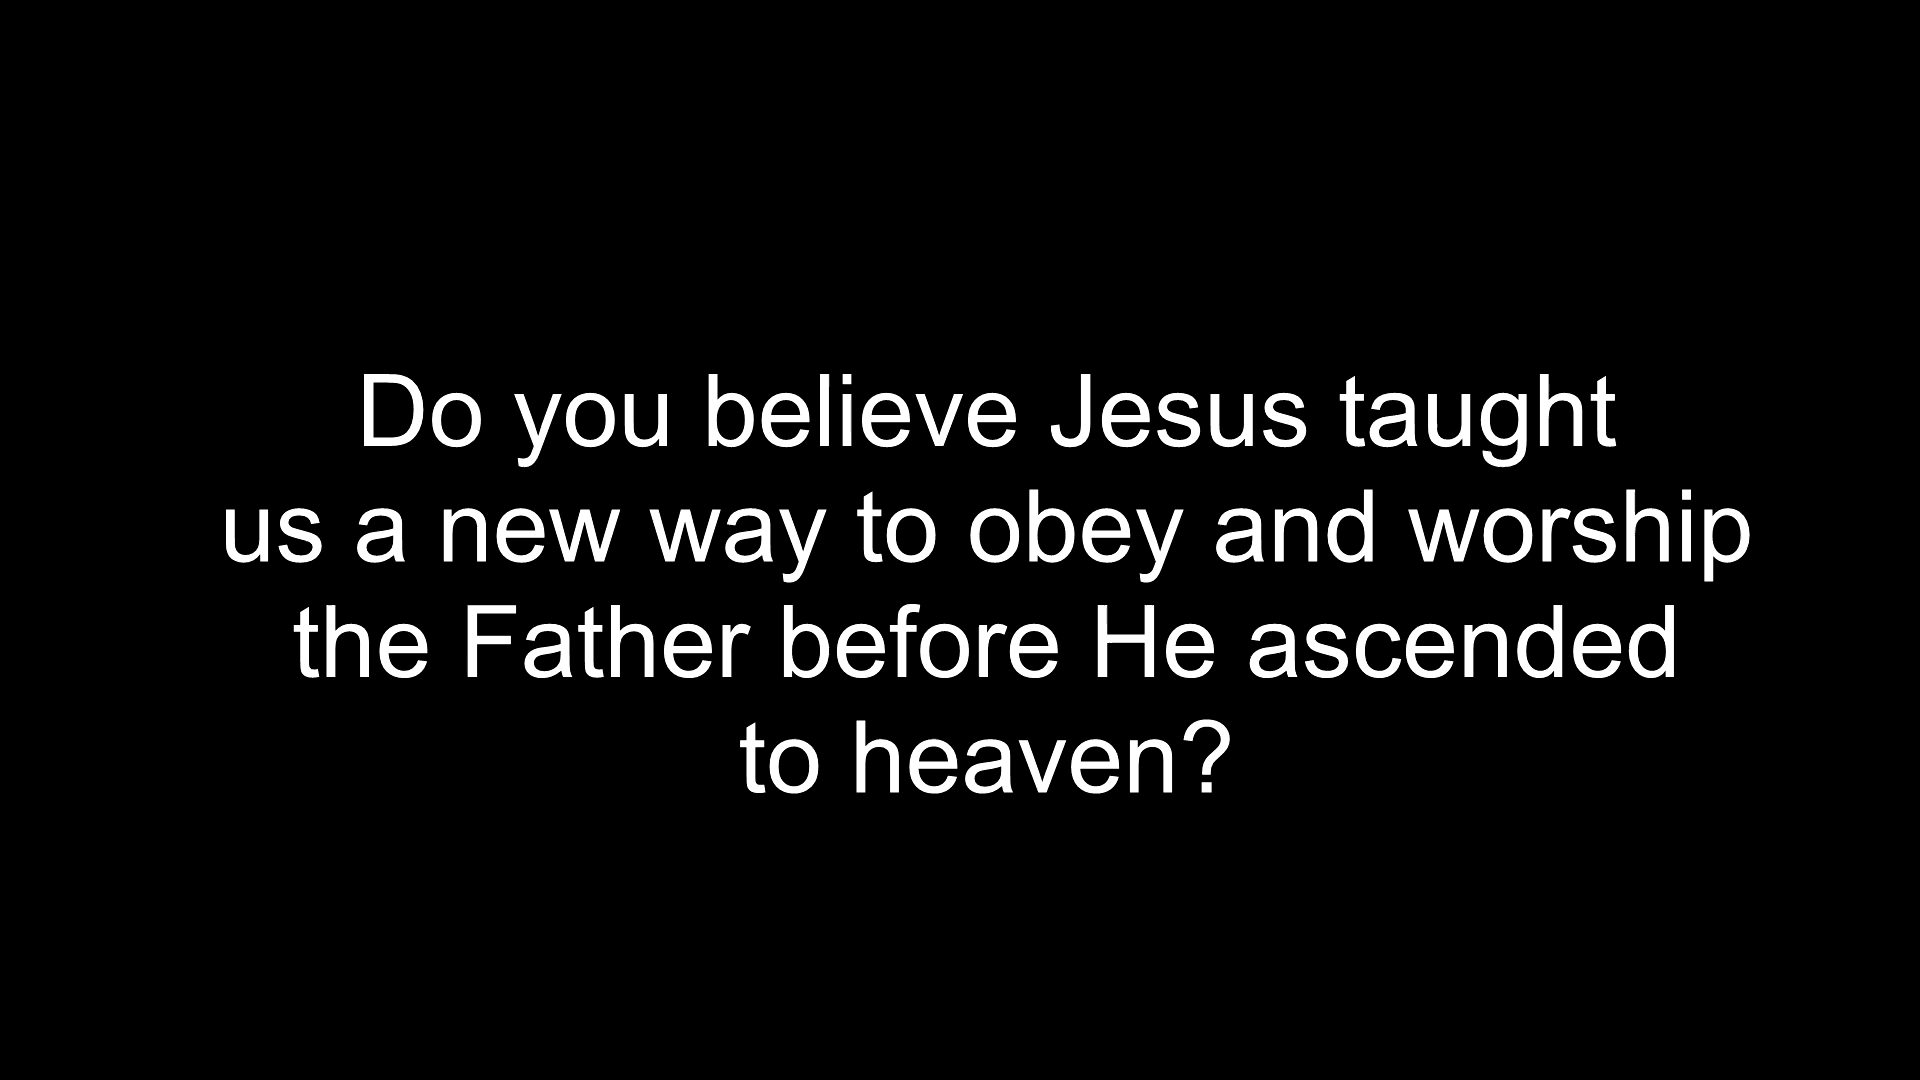 Do you believe Jesus taught
us a new way to obey and worship
the Father before He ascended
to heaven?